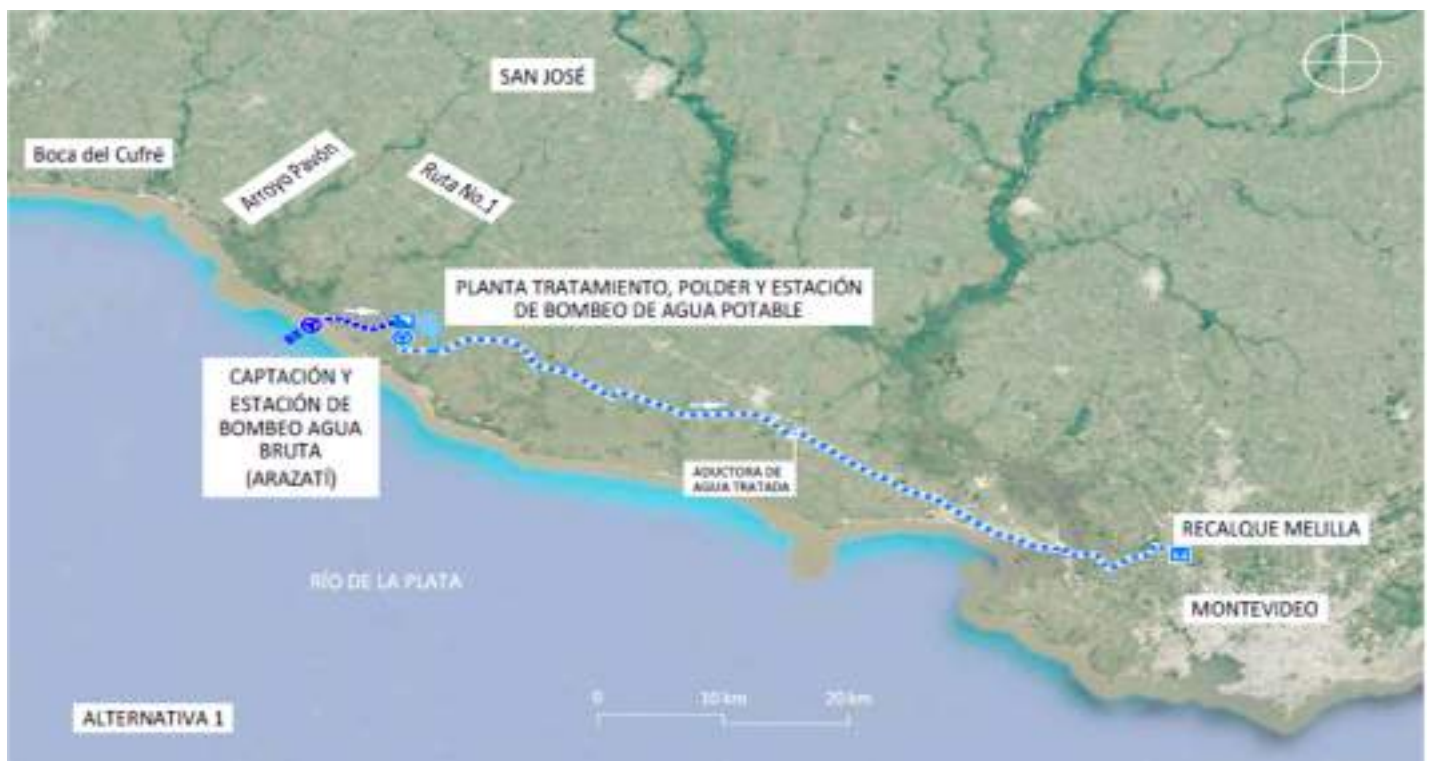 SAN JOSÉ
Boca del Cufré
Arroyo Pavón
Ruta No.1
PLANTA TRATAMIENTO, POLDER Y ESTACIÓN
DE BOMBEO DE AGUA POTABLE
CAPTACIÓN Y
ESTACIÓN DE
BOMBEO AGUA
BRUTA
(ARAZATÍ)
ADUCTORA DE
AGUA TRATADA
RECALQUE MELILLA
RÍO DE LA PLATA
MONTEVIDEO
0 10 km 20 km
ALTERNATIVA 1